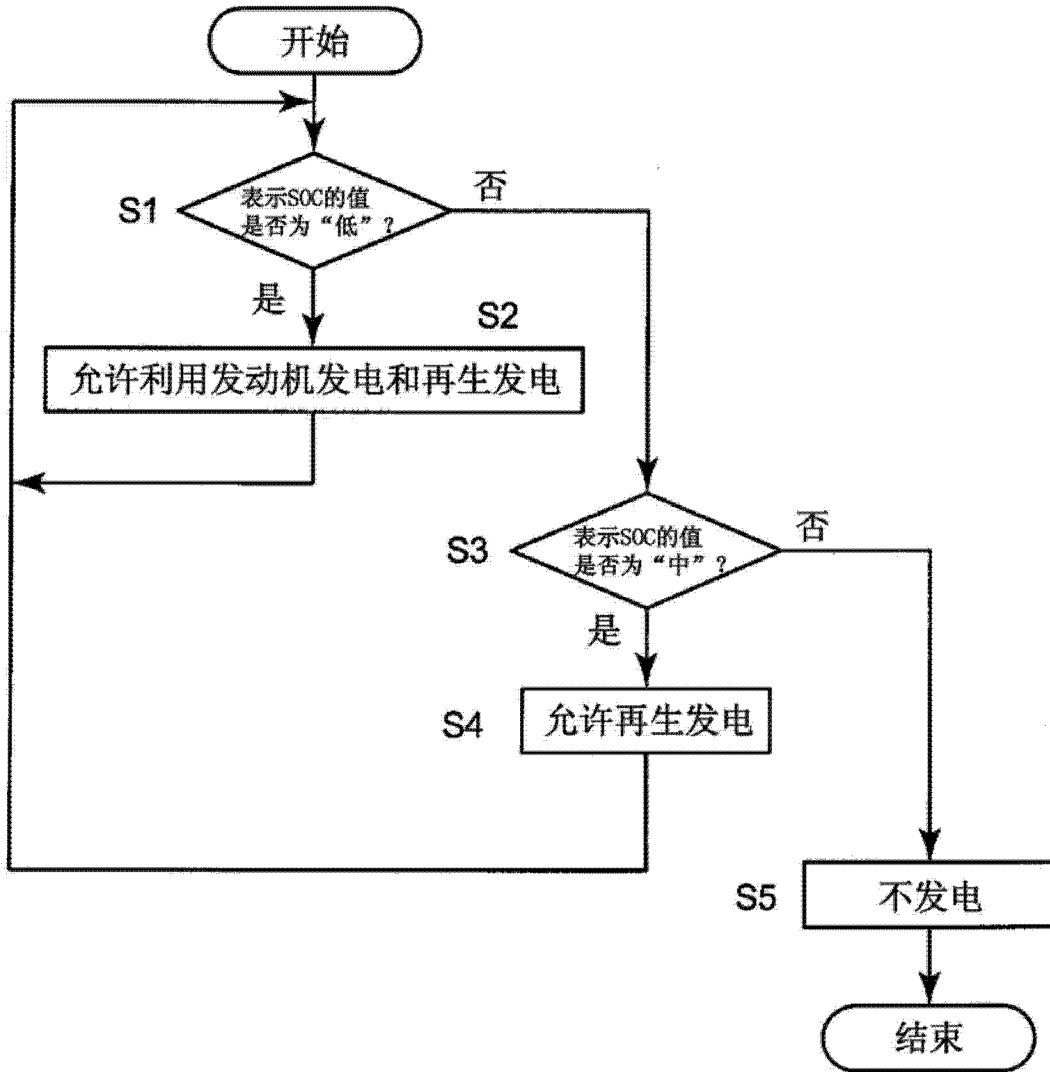 开始
S1
表示SOC的值
是否为“低”？
否
是
S2
允许利用发动机发电和再生发电
S3
表示SOC的值
是否为“中”？
否
是
S4
允许再生发电
S5
不发电
结束